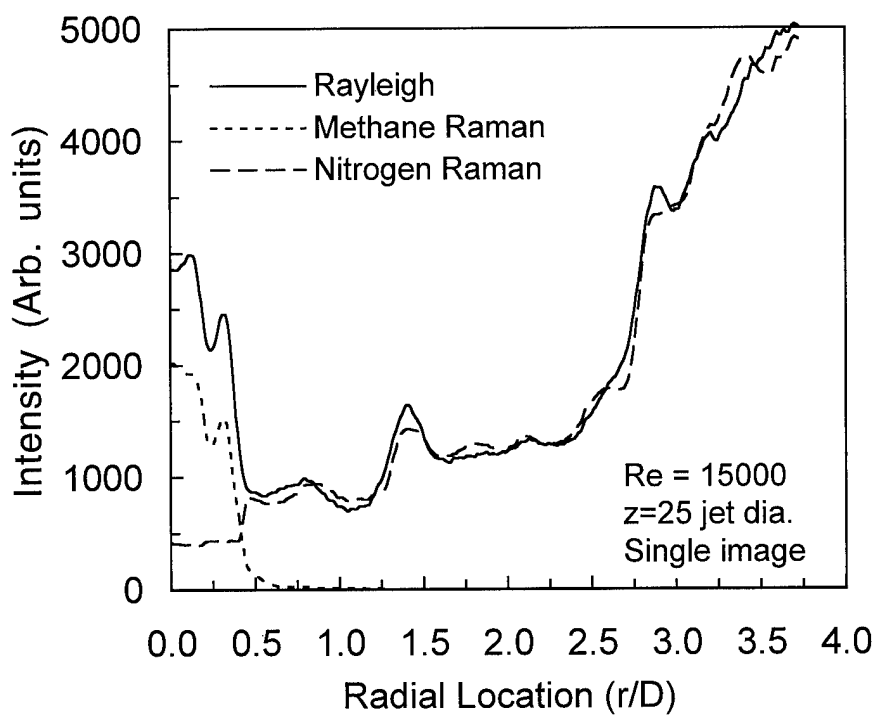 5000
4000
3000
2000
1000
0
Intensity (Arb. units)
Rayleigh
Methane Raman
Nitrogen Raman
Re = 15000
z=25 jet dia.
Single image
0.0 0.5 1.0 1.5 2.0 2.5 3.0 3.5 4.0
Radial Location (r/D)